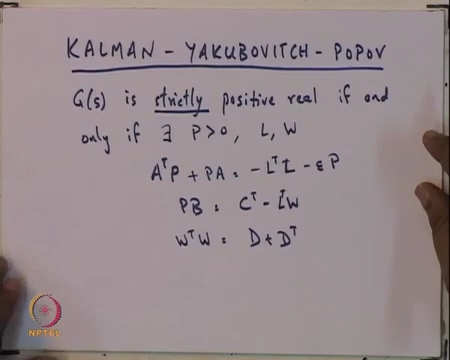 KALMAN - YAKUBOVITCH - POPOV
G(s) is strictly positive real if and
only if ∃ P>0, L, W
AᵀP + PA = -LᵀL - εP
PB = Cᵀ - LᵀW
WᵀW = D + Dᵀ
NPTEL